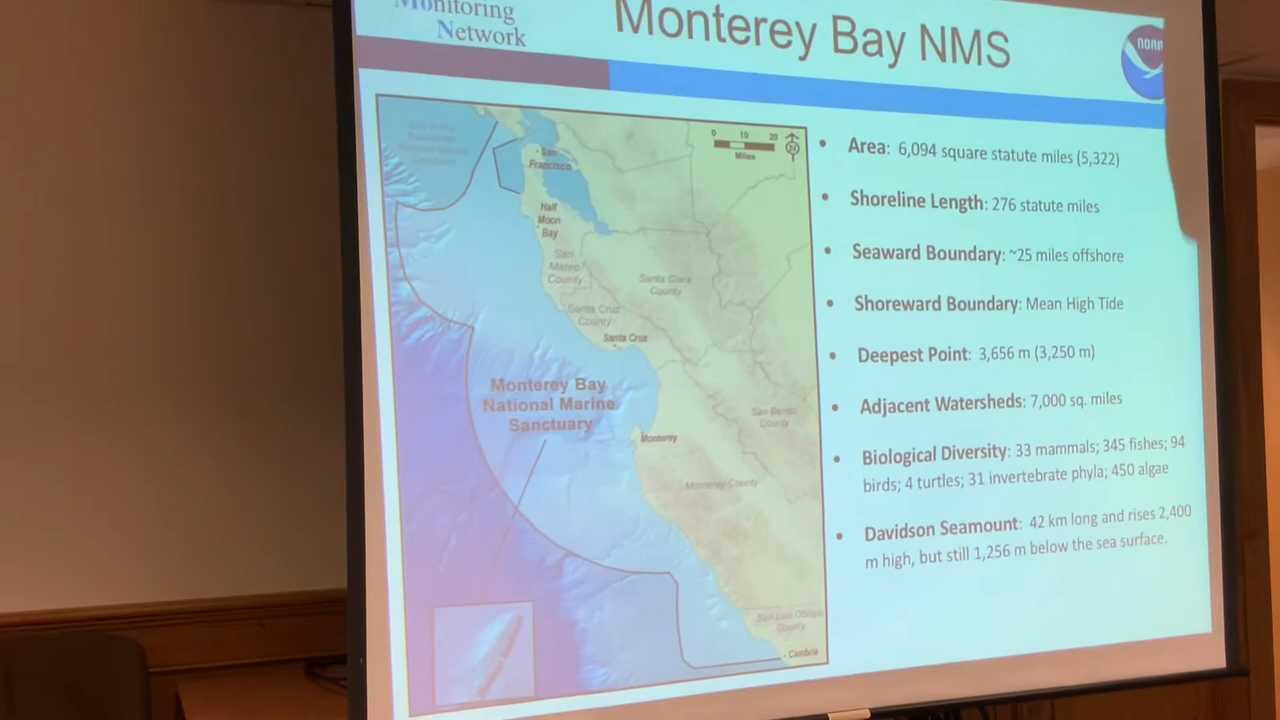 Monitoring
Network
Monterey Bay NMS
NOAA
0 10 20
Miles
N
San
Francisco
Half
Moon
Bay
San
Mateo
County
Santa Clara
County
Santa Cruz
County
Santa Cruz
Monterey Bay
National Marine
Sanctuary
Monterey
San Benito
County
Monterey County
San Luis Obispo
County
Cambria
• Area: 6,094 square statute miles (5,322)
• Shoreline Length: 276 statute miles
• Seaward Boundary: ~25 miles offshore
• Shoreward Boundary: Mean High Tide
• Deepest Point: 3,656 m (3,250 m)
• Adjacent Watersheds: 7,000 sq. miles
• Biological Diversity: 33 mammals; 345 fishes; 94
birds; 4 turtles; 31 invertebrate phyla; 450 algae
• Davidson Seamount: 42 km long and rises 2,400
m high, but still 1,256 m below the sea surface.